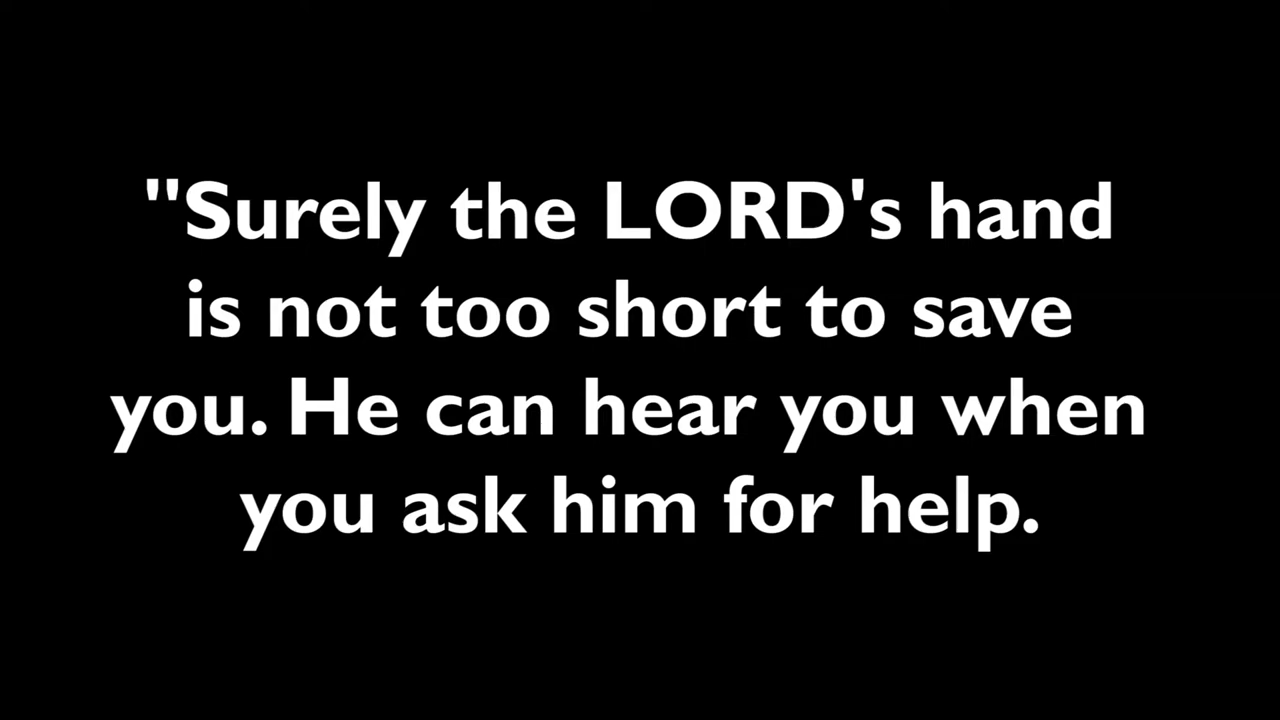 "Surely the LORD's hand
is not too short to save
you. He can hear you when
you ask him for help.